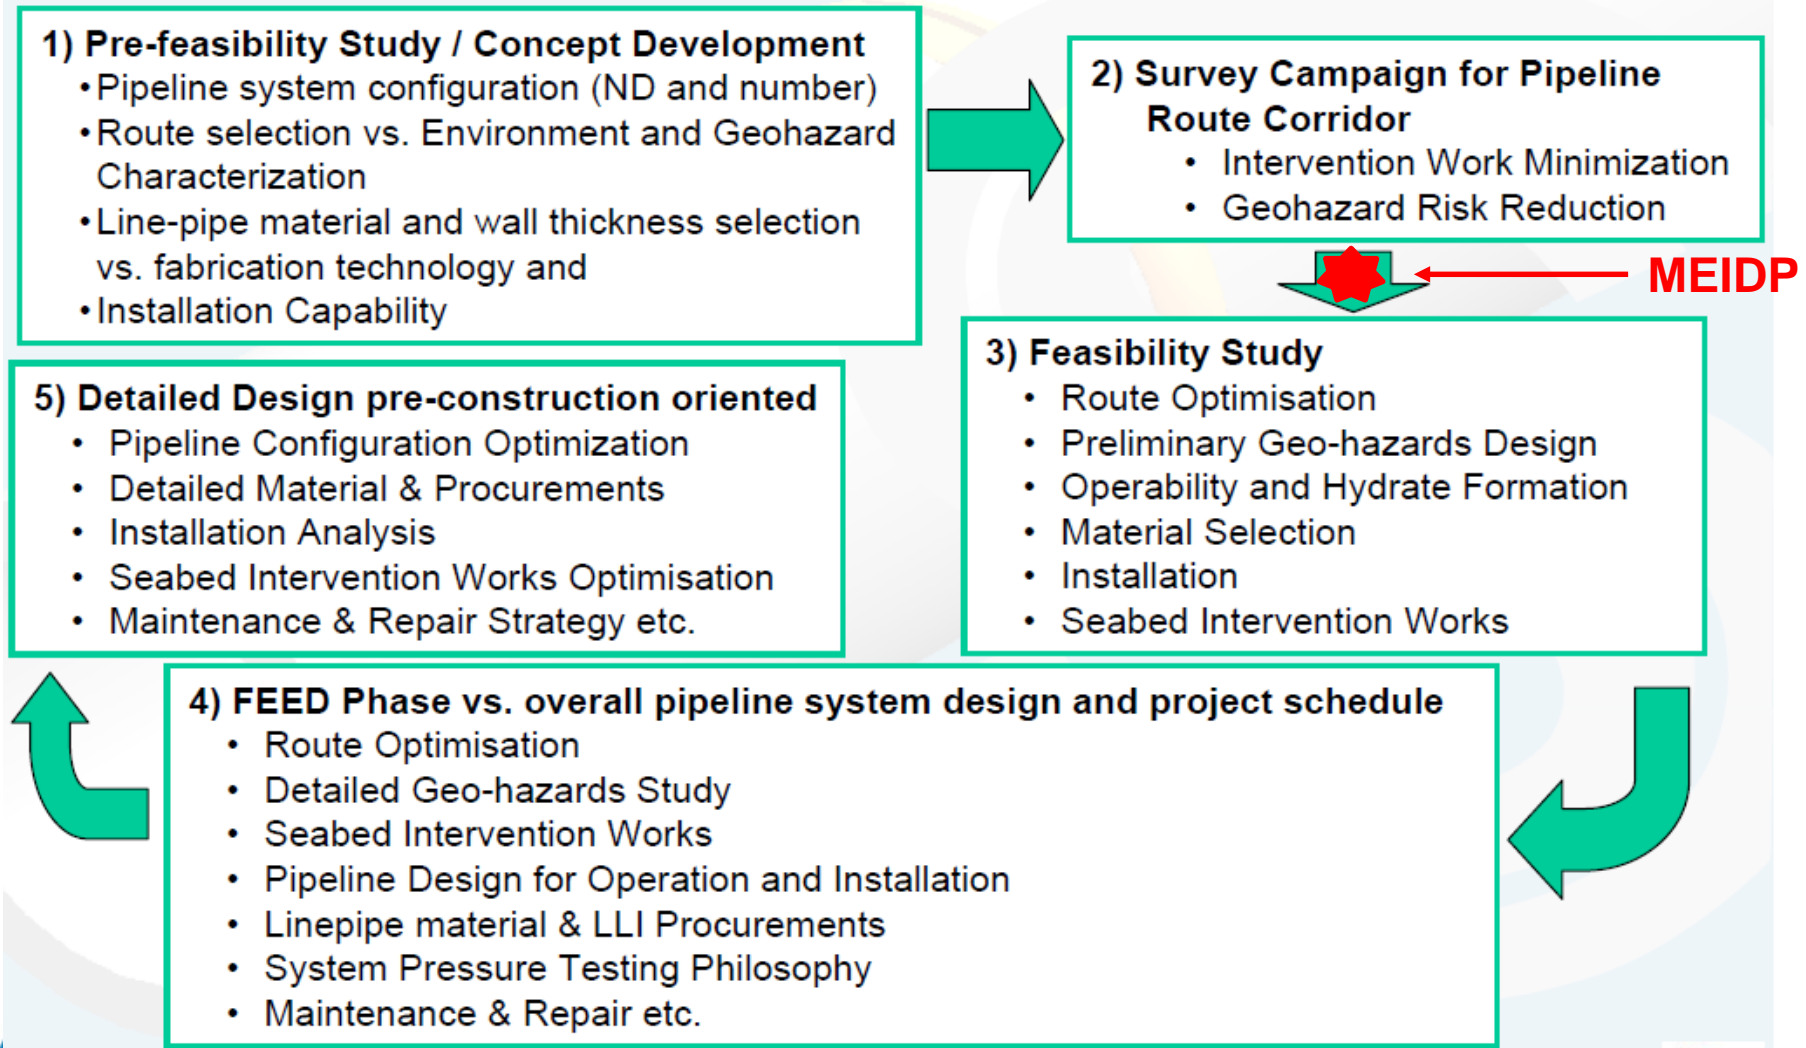 1) Pre-feasibility Study / Concept Development
•Pipeline system configuration (ND and number)
•Route selection vs. Environment and Geohazard
Characterization
•Line-pipe material and wall thickness selection
vs. fabrication technology and
•Installation Capability
2) Survey Campaign for Pipeline
Route Corridor
• Intervention Work Minimization
• Geohazard Risk Reduction
MEIDP
3) Feasibility Study
• Route Optimisation
• Preliminary Geo-hazards Design
• Operability and Hydrate Formation
• Material Selection
• Installation
• Seabed Intervention Works
4) FEED Phase vs. overall pipeline system design and project schedule
• Route Optimisation
• Detailed Geo-hazards Study
• Seabed Intervention Works
• Pipeline Design for Operation and Installation
• Linepipe material & LLI Procurements
• System Pressure Testing Philosophy
• Maintenance & Repair etc.
5) Detailed Design pre-construction oriented
• Pipeline Configuration Optimization
• Detailed Material & Procurements
• Installation Analysis
• Seabed Intervention Works Optimisation
• Maintenance & Repair Strategy etc.